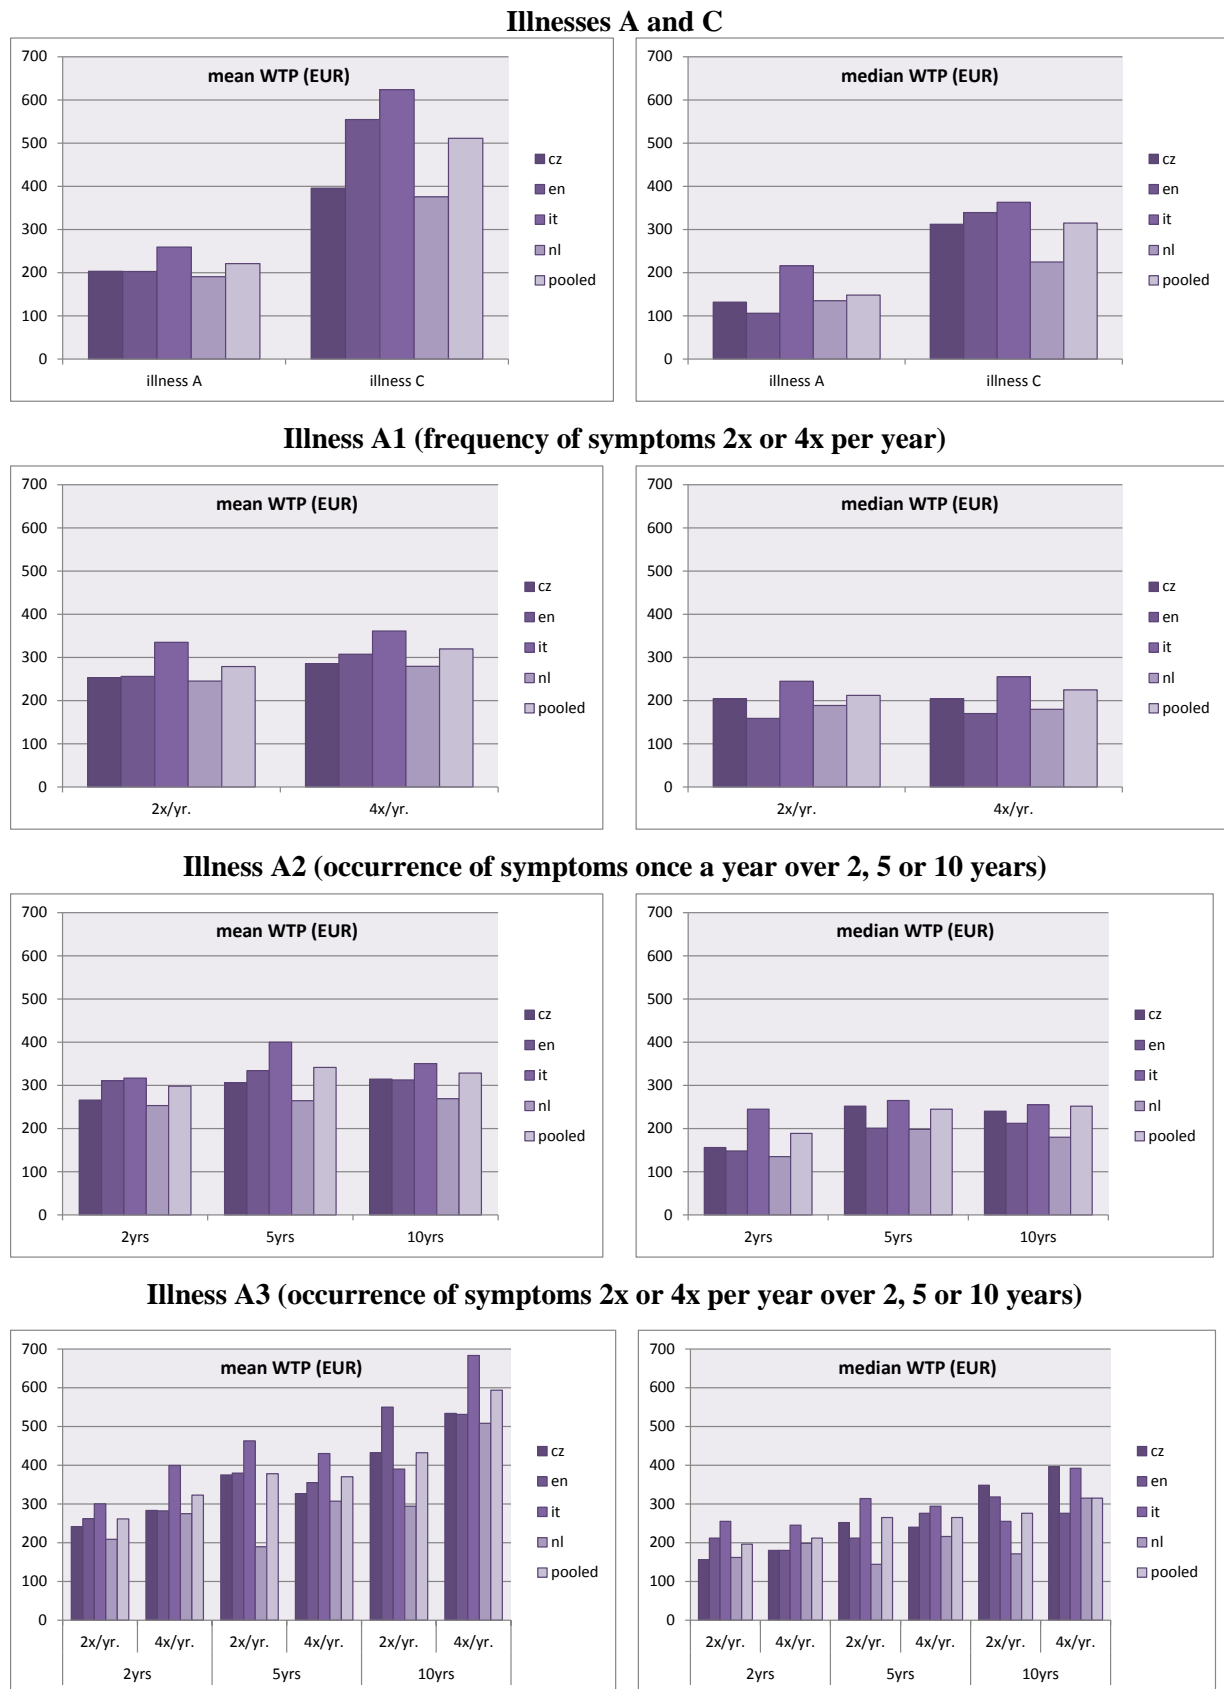 Illnesses A and C
mean WTP (EUR)
700
600
500
400
300
200
100
0
illness A
illness C
cz
en
it
nl
pooled
median WTP (EUR)
700
600
500
400
300
200
100
0
illness A
illness C
cz
en
it
nl
pooled
Illness A1 (frequency of symptoms 2x or 4x per year)
mean WTP (EUR)
700
600
500
400
300
200
100
0
2x/yr.
4x/yr.
cz
en
it
nl
pooled
median WTP (EUR)
700
600
500
400
300
200
100
0
2x/yr.
4x/yr.
cz
en
it
nl
pooled
Illness A2 (occurrence of symptoms once a year over 2, 5 or 10 years)
mean WTP (EUR)
700
600
500
400
300
200
100
0
2yrs
5yrs
10yrs
cz
en
it
nl
pooled
median WTP (EUR)
700
600
500
400
300
200
100
0
2yrs
5yrs
10yrs
cz
en
it
nl
pooled
Illness A3 (occurrence of symptoms 2x or 4x per year over 2, 5 or 10 years)
mean WTP (EUR)
700
600
500
400
300
200
100
0
2x/yr. 4x/yr. 2x/yr. 4x/yr. 2x/yr. 4x/yr.
2yrs 5yrs 10yrs
cz
en
it
nl
pooled
median WTP (EUR)
700
600
500
400
300
200
100
0
2x/yr. 4x/yr. 2x/yr. 4x/yr. 2x/yr. 4x/yr.
2yrs 5yrs 10yrs
cz
en
it
nl
pooled